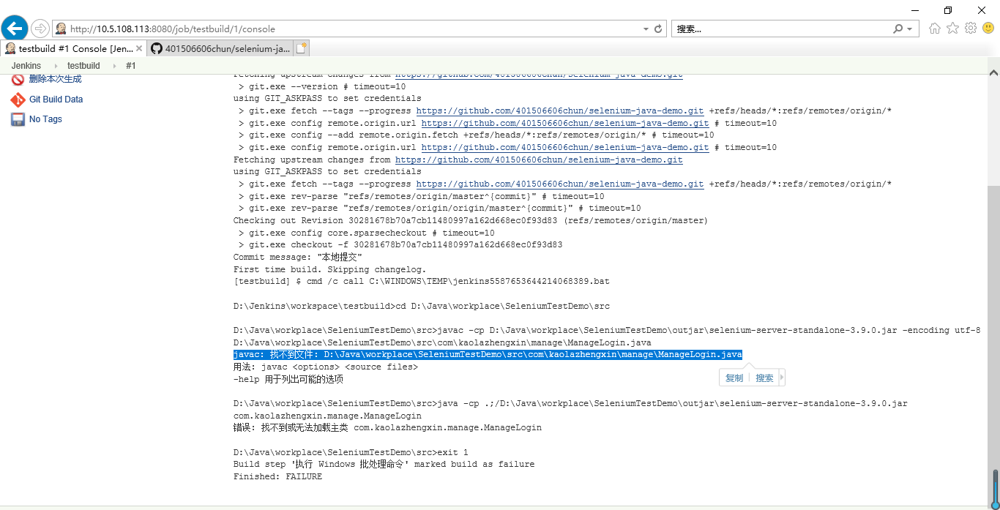 http://10.5.108.113:8080/job/testbuild/1/console
搜索...
testbuild #1 Console [Jen...
401506606chun/selenium-ja...
Jenkins
testbuild
#1
删除本次生成
Git Build Data
No Tags
Fetching upstream changes from https://github.com/401506606chun/selenium-java-demo.git
> git.exe --version # timeout=10
using GIT_ASKPASS to set credentials
> git.exe fetch --tags --progress https://github.com/401506606chun/selenium-java-demo.git +refs/heads/*:refs/remotes/origin/*
> git.exe config remote.origin.url https://github.com/401506606chun/selenium-java-demo.git # timeout=10
> git.exe config --add remote.origin.fetch +refs/heads/*:refs/remotes/origin/* # timeout=10
> git.exe config remote.origin.url https://github.com/401506606chun/selenium-java-demo.git # timeout=10
Fetching upstream changes from https://github.com/401506606chun/selenium-java-demo.git
using GIT_ASKPASS to set credentials
> git.exe fetch --tags --progress https://github.com/401506606chun/selenium-java-demo.git +refs/heads/*:refs/remotes/origin/*
> git.exe rev-parse "refs/remotes/origin/master^{commit}" # timeout=10
> git.exe rev-parse "refs/remotes/origin/origin/master^{commit}" # timeout=10
Checking out Revision 30281678b70a7cb11480997a162d668ec0f93d83 (refs/remotes/origin/master)
> git.exe config core.sparsecheckout # timeout=10
> git.exe checkout -f 30281678b70a7cb11480997a162d668ec0f93d83
Commit message: "本地提交"
First time build. Skipping changelog.
[testbuild] $ cmd /c call C:\WINDOWS\TEMP\jenkins5587653644214068389.bat
D:\Jenkins\workspace\testbuild>cd D:\Java\workplace\SeleniumTestDemo\src
D:\Java\workplace\SeleniumTestDemo\src>javac -cp D:\Java\workplace\SeleniumTestDemo\outjar\selenium-server-standalone-3.9.0.jar -encoding utf-8
D:\Java\workplace\SeleniumTestDemo\src\com\kaolazhengxin\manage\ManageLogin.java
javac: 找不到文件: D:\Java\workplace\SeleniumTestDemo\src\com\kaolazhengxin\manage\ManageLogin.java
用法: javac <options> <source files>
-help 用于列出可能的选项
复制
搜索
D:\Java\workplace\SeleniumTestDemo\src>java -cp .;/D:\Java\workplace\SeleniumTestDemo\outjar\selenium-server-standalone-3.9.0.jar
com.kaolazhengxin.manage.ManageLogin
错误: 找不到或无法加载主类 com.kaolazhengxin.manage.ManageLogin
D:\Java\workplace\SeleniumTestDemo\src>exit 1
Build step '执行 Windows 批处理命令' marked build as failure
Finished: FAILURE